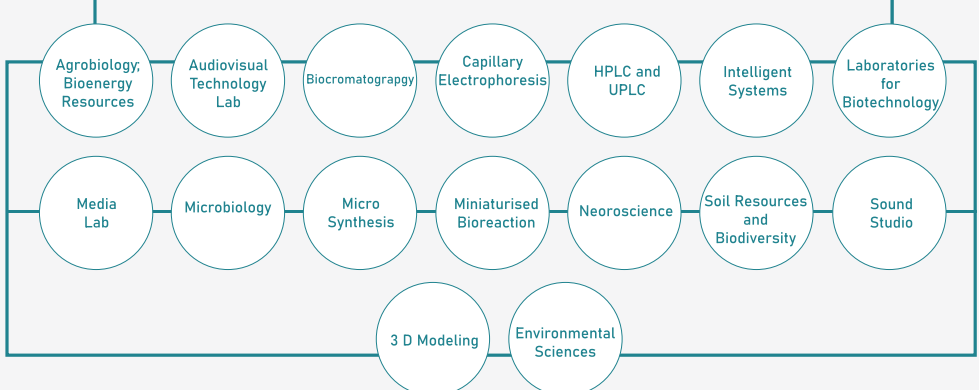 Agrobiology;
Bioenergy
Resources
Audiovisual
Technology
Lab
Biocromatograpgy
Capillary
Electrophoresis
HPLC and
UPLC
Intelligent
Systems
Laboratories
for
Biotechnology
Media
Lab
Microbiology
Micro
Synthesis
Miniaturised
Bioreaction
Neoroscience
Soil Resources
and
Biodiversity
Sound
Studio
3 D Modeling
Environmental
Sciences